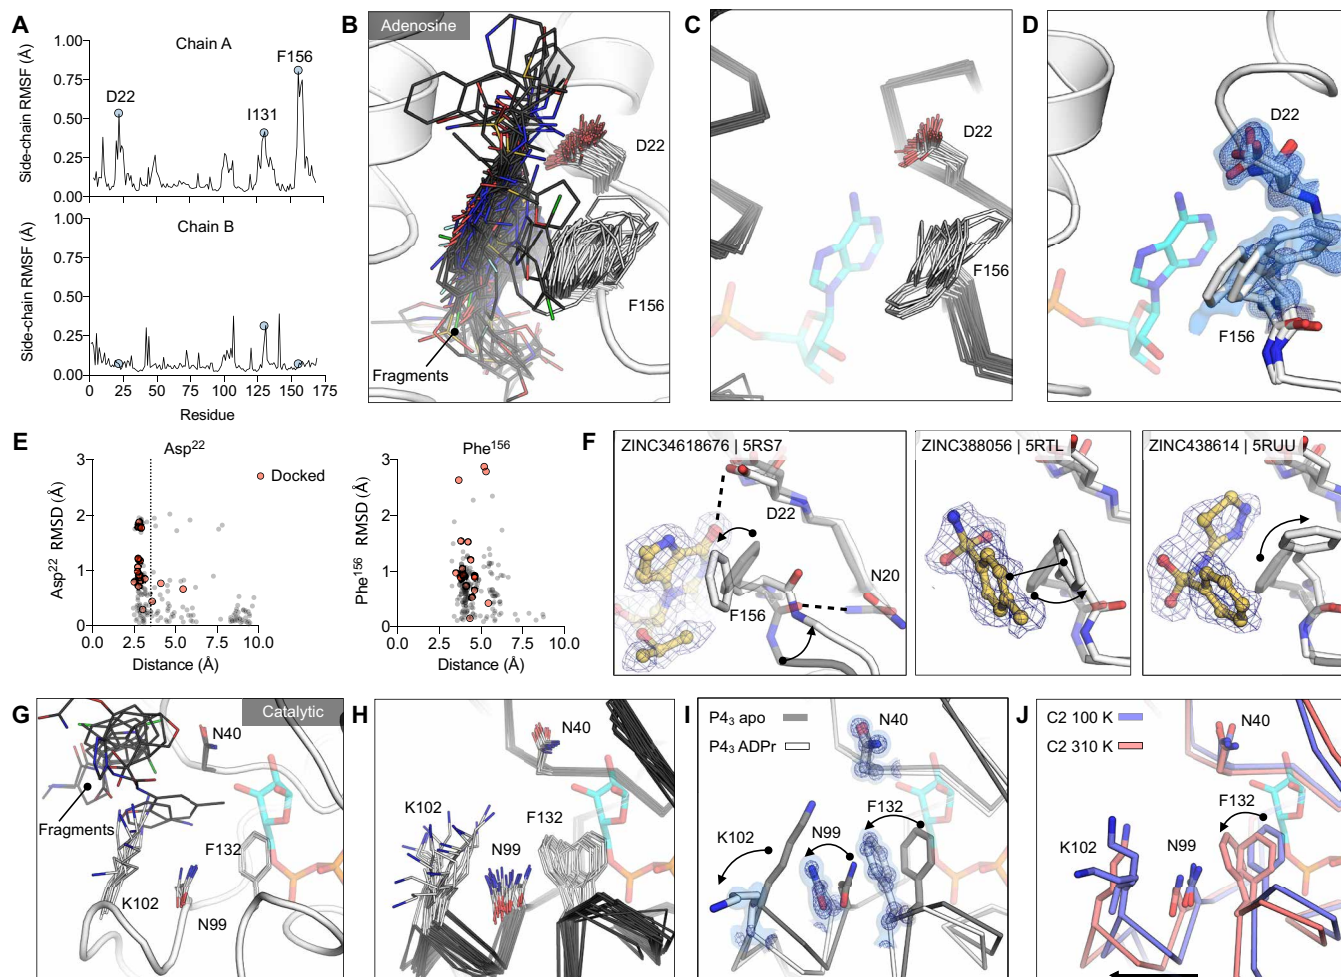 A
Chain A
Side-chain RMSF (Å)
1.00
0.75
0.50
0.25
0.00
D22
I131
F156
Chain B
Side-chain RMSF (Å)
1.00
0.75
0.50
0.25
0.00
0 25 50 75 100 125 150 175
Residue
B
Adenosine
D22
F156
Fragments
C
D22
F156
D
D22
F156
E
Asp22
Asp22 RMSD (Å)
3
2
1
0
0 2.5 5.0 7.5 10.0
Distance (Å)
Docked
Phe156
Phe156 RMSD (Å)
3
2
1
0
0 2.5 5.0 7.5 10.0
Distance (Å)
F
ZINC34618676 | 5RS7
D22
N20
F156
ZINC388056 | 5RTL
ZINC438614 | 5RUU
G
Catalytic
N40
Fragments
F132
K102
N99
H
N40
K102
F132
N99
I
P43 apo
P43 ADPr
N40
F132
K102
N99
J
C2 100 K
C2 310 K
N40
F132
K102
N99